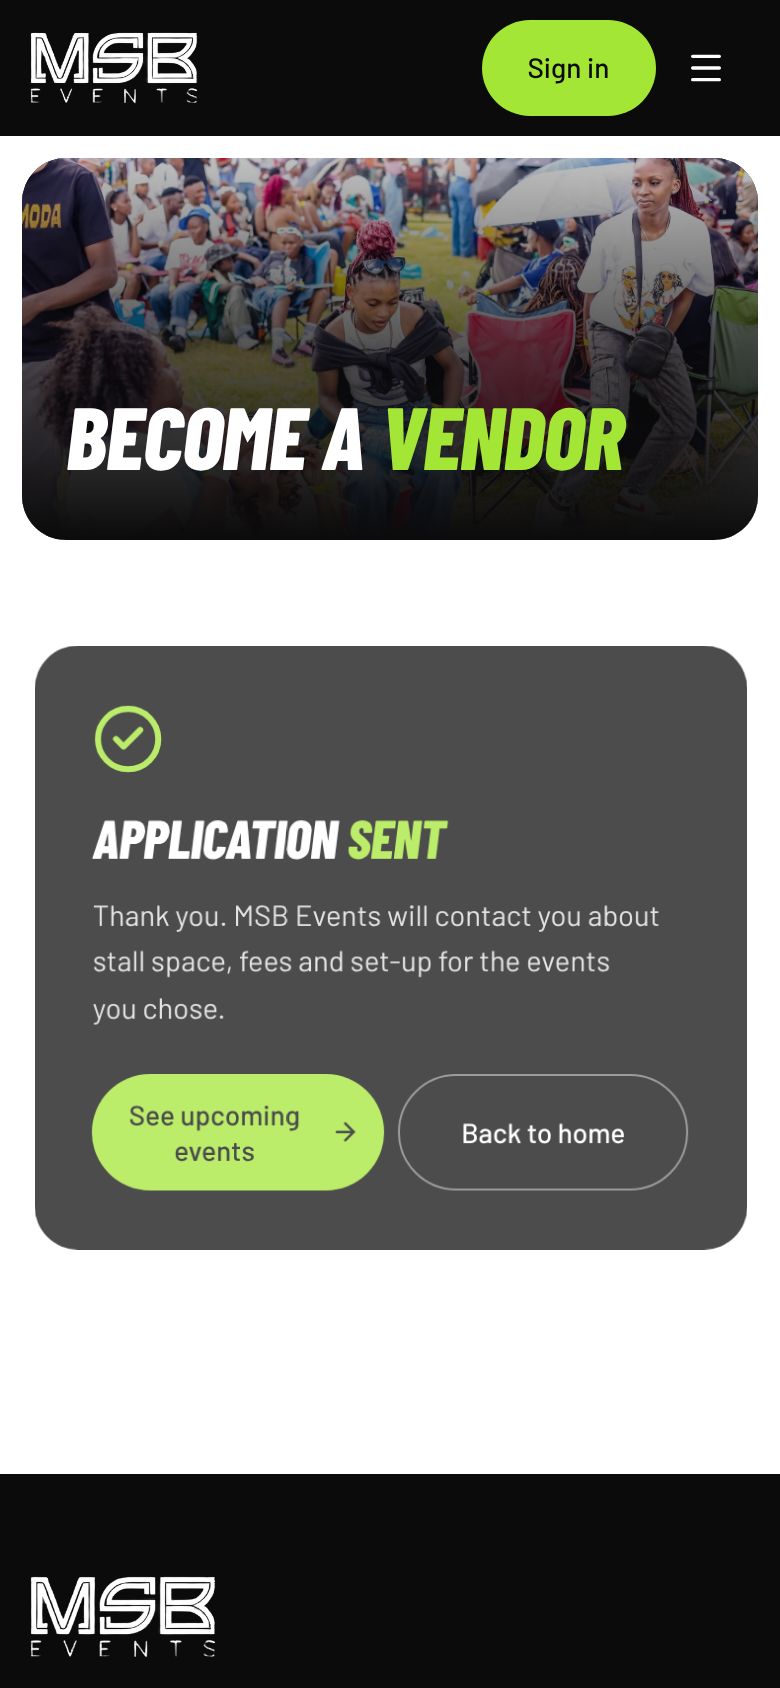 MSB
EVENTS
Sign in
MODA
BECOME A VENDOR
APPLICATION SENT
Thank you. MSB Events will contact you about
stall space, fees and set-up for the events
you chose.
See upcoming
events
Back to home
MSB
EVENTS